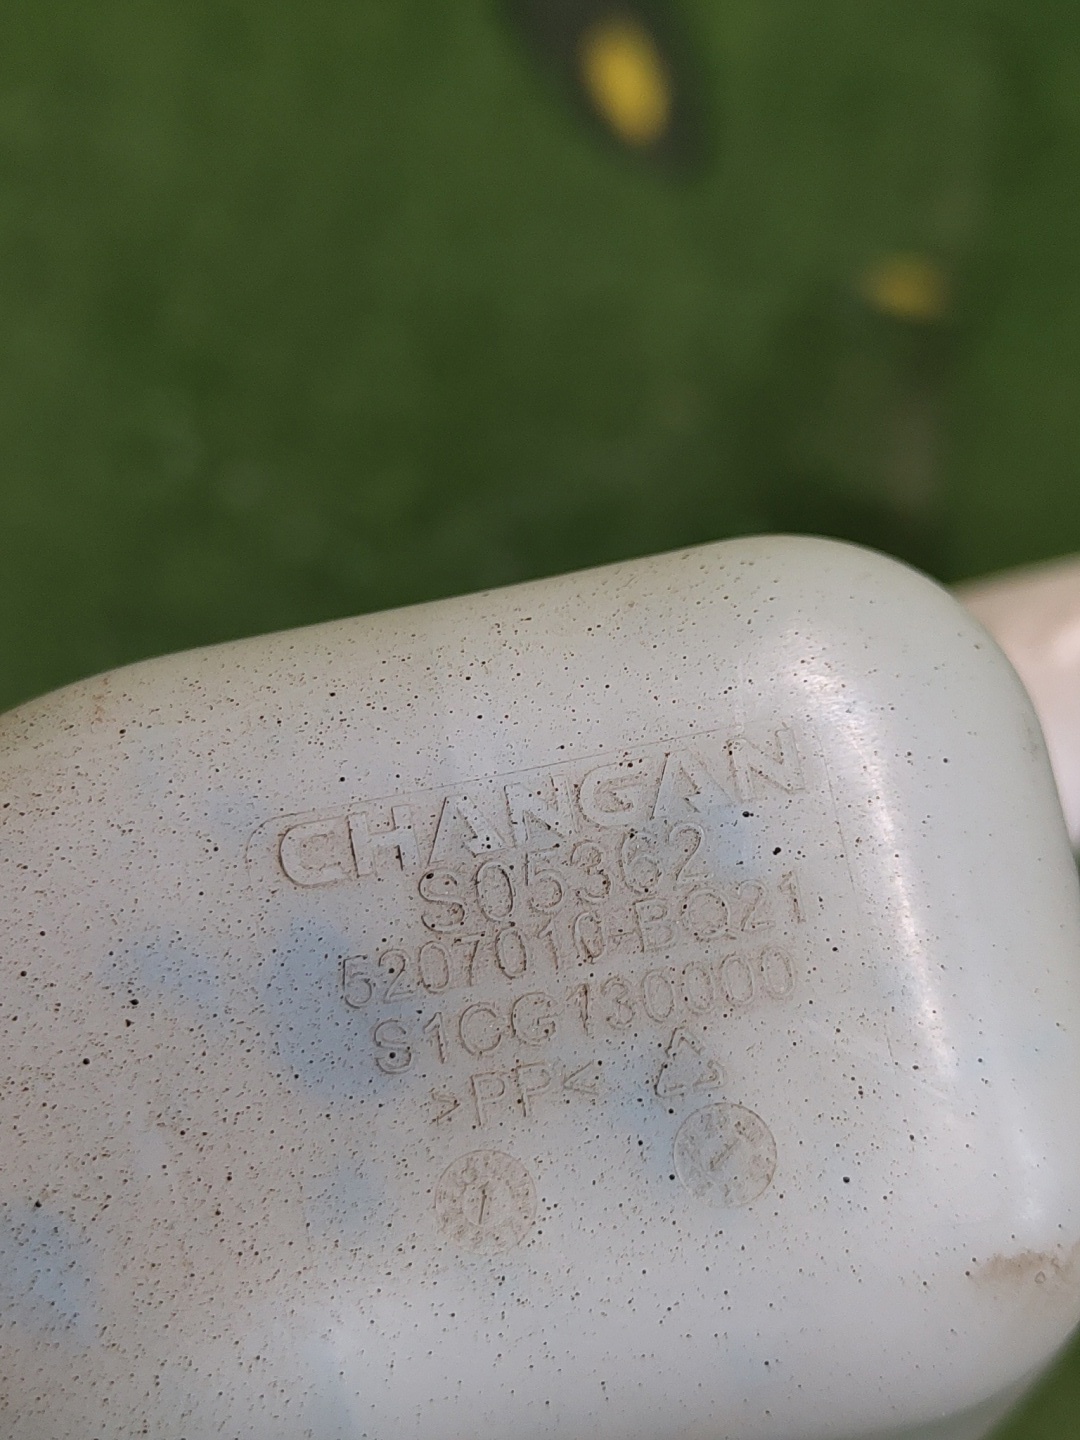 CHANGAN
S05362
5207010-BQ21
S1CG130000
>PP<